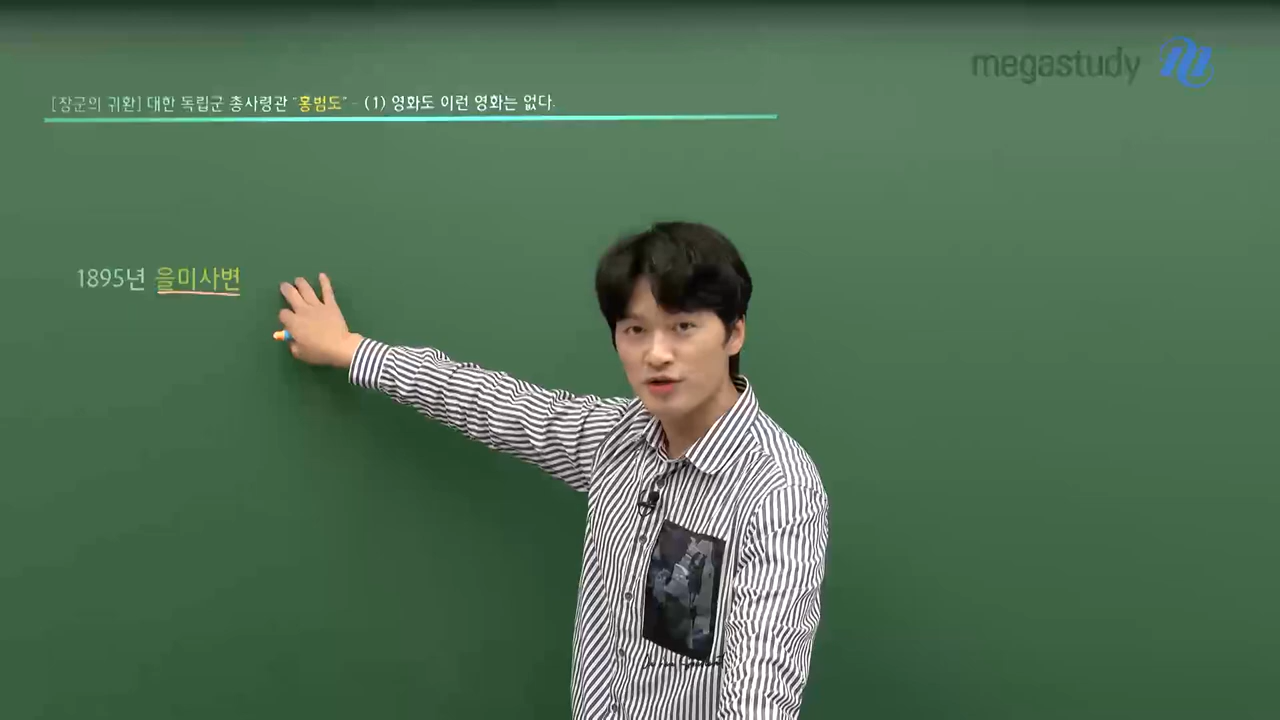 megastudy
[장군의 귀환] 대한 독립군 총사령관 "홍범도" - (1) 영화도 이런 영화는 없다.
1895년 을미사변